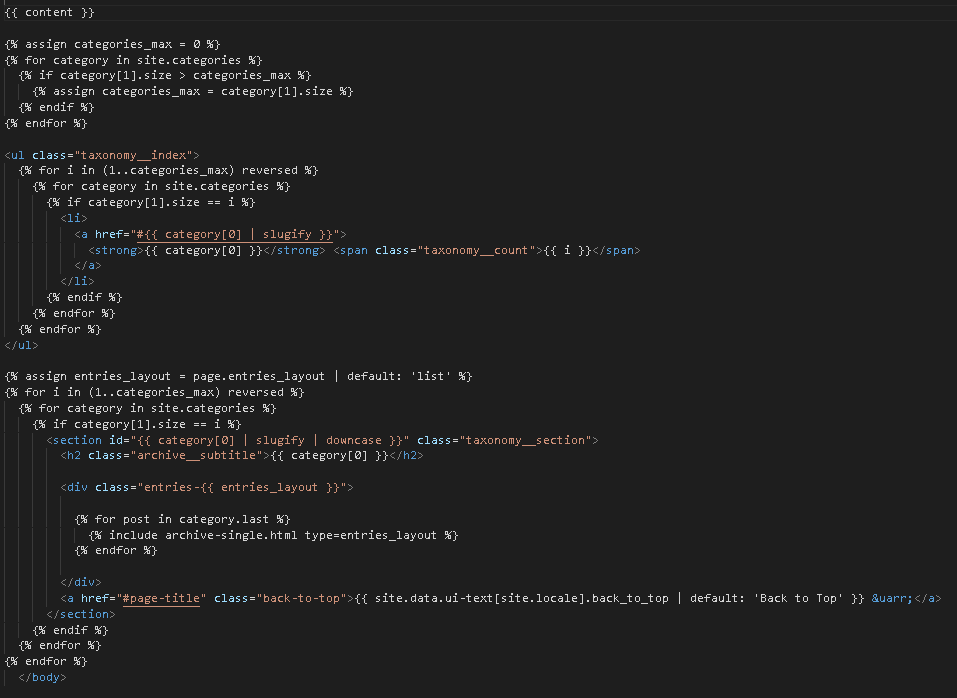 {{ content }}
{% assign categories_max = 0 %}
{% for category in site.categories %}
{% if category[1].size > categories_max %}
{% assign categories_max = category[1].size %}
{% endif %}
{% endfor %}
<ul class="taxonomy__index">
{% for i in (1..categories_max) reversed %}
{% for category in site.categories %}
{% if category[1].size == i %}
<li>
<a href="#{{ category[0] | slugify }}">
<strong>{{ category[0] }}</strong> <span class="taxonomy__count">{{ i }}</span>
</a>
</li>
{% endif %}
{% endfor %}
{% endfor %}
</ul>
{% assign entries_layout = page.entries_layout | default: 'list' %}
{% for i in (1..categories_max) reversed %}
{% for category in site.categories %}
{% if category[1].size == i %}
<section id="{{ category[0] | slugify | downcase }}" class="taxonomy__section">
<h2 class="archive__subtitle">{{ category[0] }}</h2>
<div class="entries-{{ entries_layout }}">
{% for post in category.last %}
{% include archive-single.html type=entries_layout %}
{% endfor %}
</div>
<a href="#page-title" class="back-to-top">{{ site.data.ui-text[site.locale].back_to_top | default: 'Back to Top' }} &uarr;</a>
</section>
{% endif %}
{% endfor %}
{% endfor %}
</body>